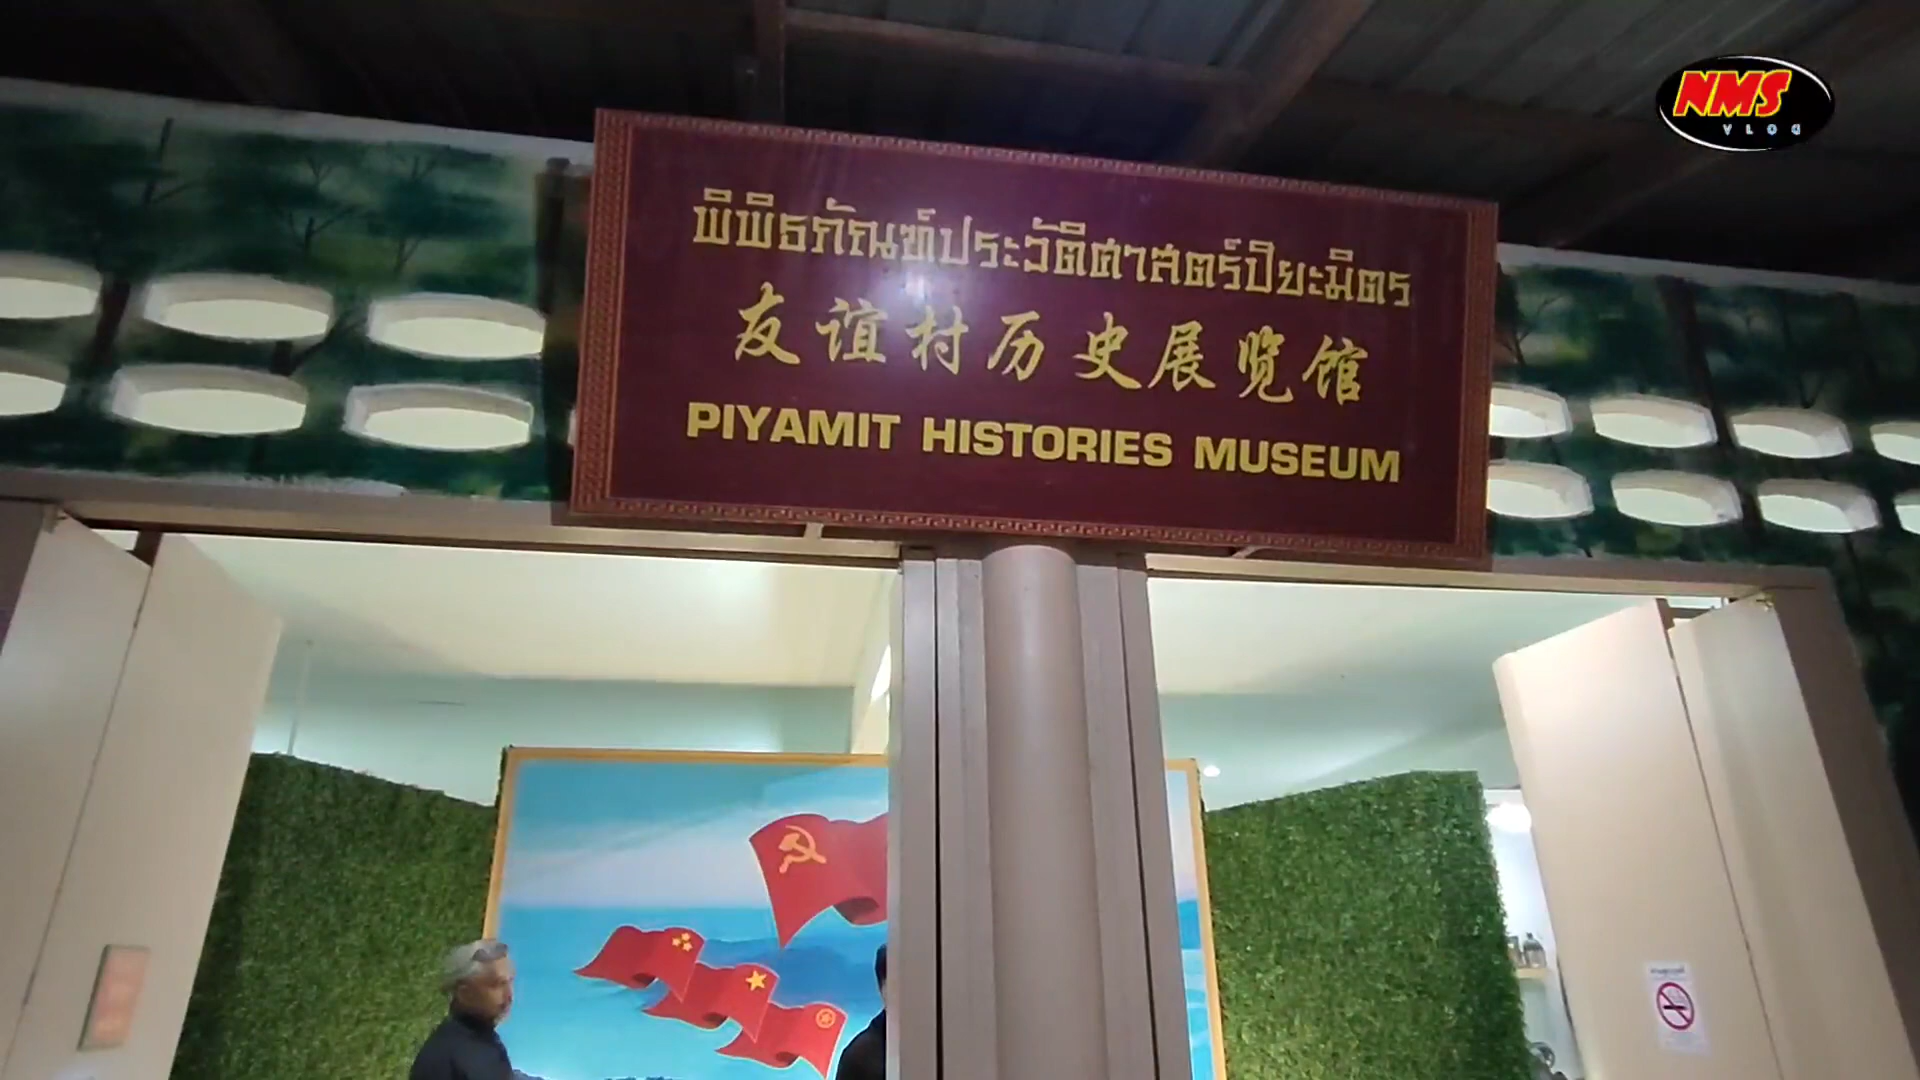 NMS
VLOG
พิพิธภัณฑ์ประวัติศาสตร์ปิยะมิตร
友谊村历史展览馆
PIYAMIT HISTORIES MUSEUM